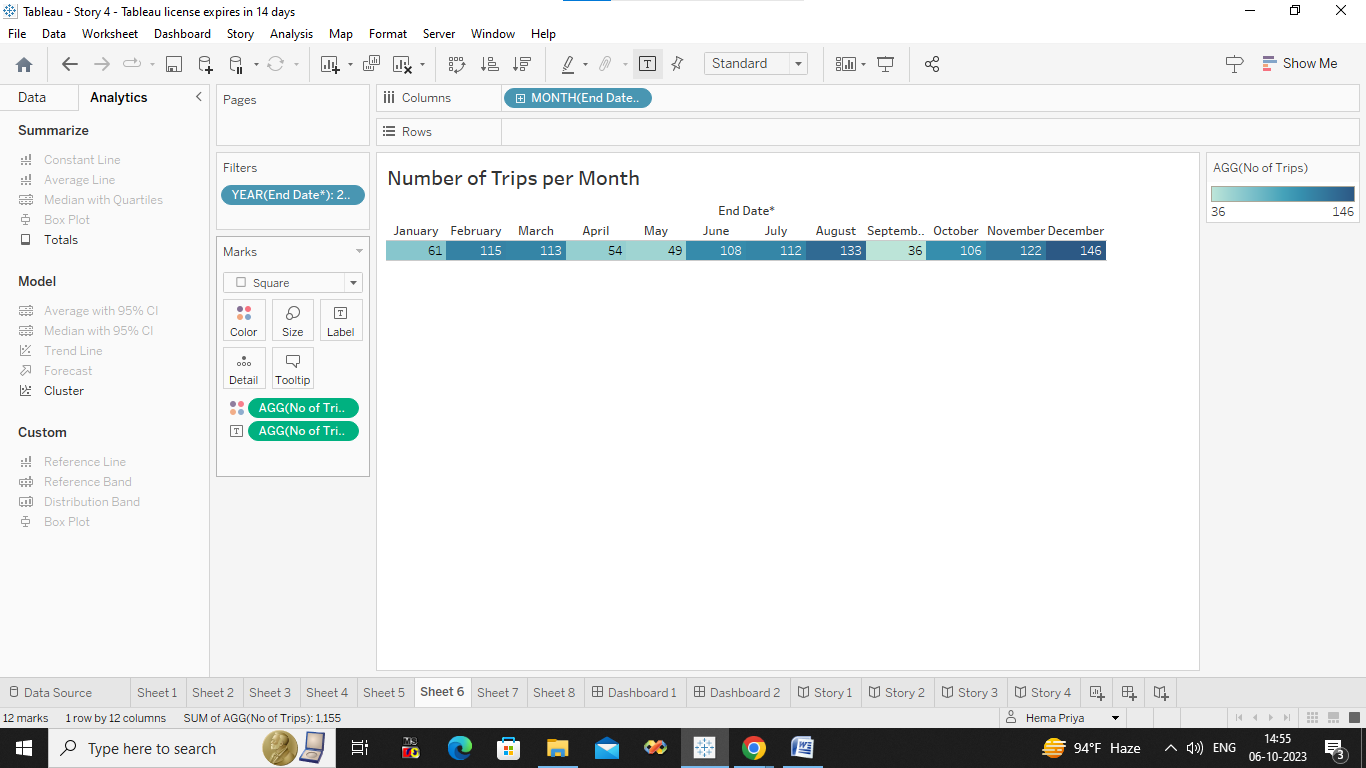 Tableau - Story 4 - Tableau license expires in 14 days
File Data Worksheet Dashboard Story Analysis Map Format Server Window Help
Standard
Show Me
Data Analytics
Summarize
Constant Line
Average Line
Median with Quartiles
Box Plot
Totals
Model
Average with 95% CI
Median with 95% CI
Trend Line
Forecast
Cluster
Custom
Reference Line
Reference Band
Distribution Band
Box Plot
Pages
Filters
YEAR(End Date*): 2..
Marks
Square
Color Size Label
Detail Tooltip
AGG(No of Tri..
AGG(No of Tri..
Columns MONTH(End Date..
Rows
Number of Trips per Month
End Date*
January February March April May June July August Septemb.. October November December
61 115 113 54 49 108 112 133 36 106 122 146
AGG(No of Trips)
36 146
Data Source Sheet 1 Sheet 2 Sheet 3 Sheet 4 Sheet 5 Sheet 6 Sheet 7 Sheet 8 Dashboard 1 Dashboard 2 Story 1 Story 2 Story 3 Story 4
12 marks 1 row by 12 columns SUM of AGG(No of Trips): 1,155 Hema Priya
Type here to search 94°F Haze ENG 14:55
06-10-2023 3